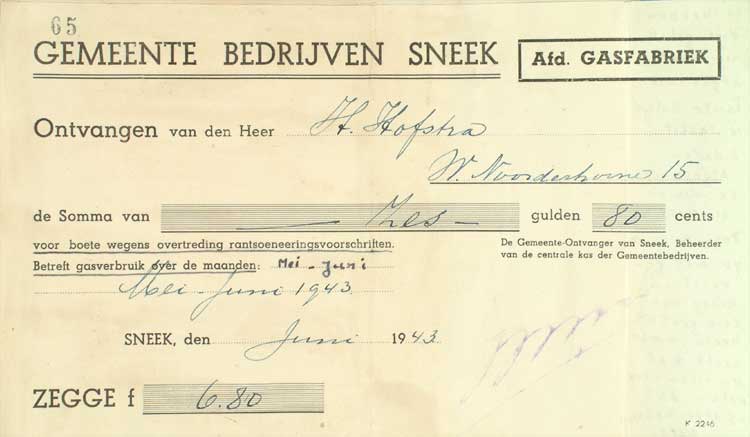 65
GEMEENTE BEDRIJVEN SNEEK
Afd. GASFABRIEK
Ontvangen van den Heer H. Hofstra
W. Noorderhorne 15
de Somma van — Zes — gulden 80 cents
voor boete wegens overtreding rantsoeneeringsvoorschriften.
Betreft gasverbruik over de maanden: Mei - Juni
Mei - Juni 1943
De Gemeente-Ontvanger van Sneek, Beheerder
van de centrale kas der Gemeentebedrijven.
SNEEK, den Juni 1943
ZEGGE f 6.80
K 2216